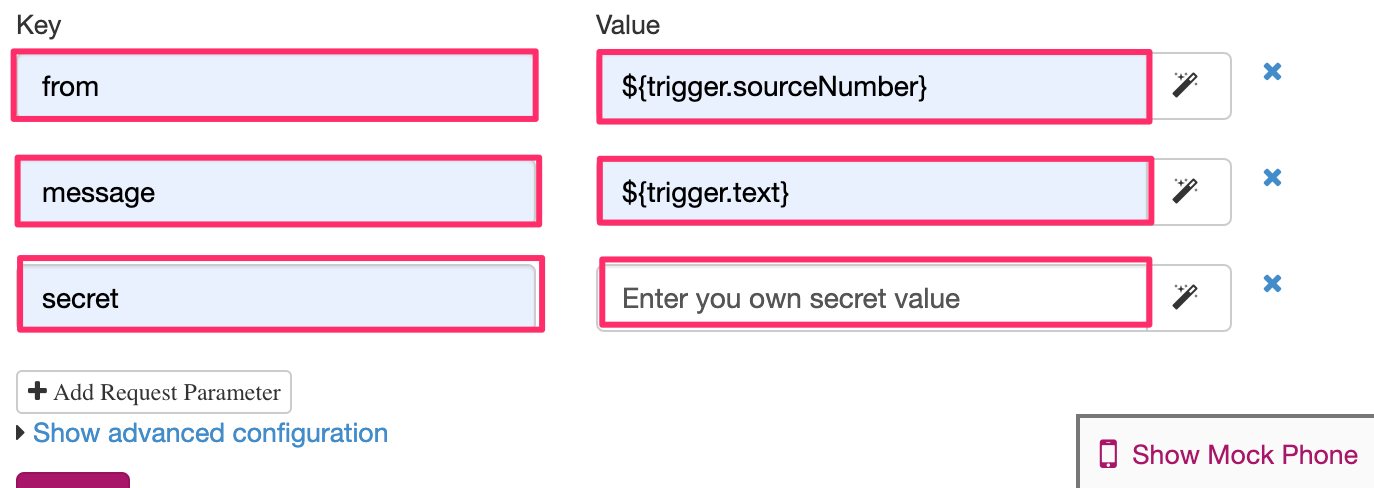 Key Value
from ${trigger.sourceNumber}
message ${trigger.text}
secret Enter you own secret value
Add Request Parameter
Show advanced configuration
Show Mock Phone